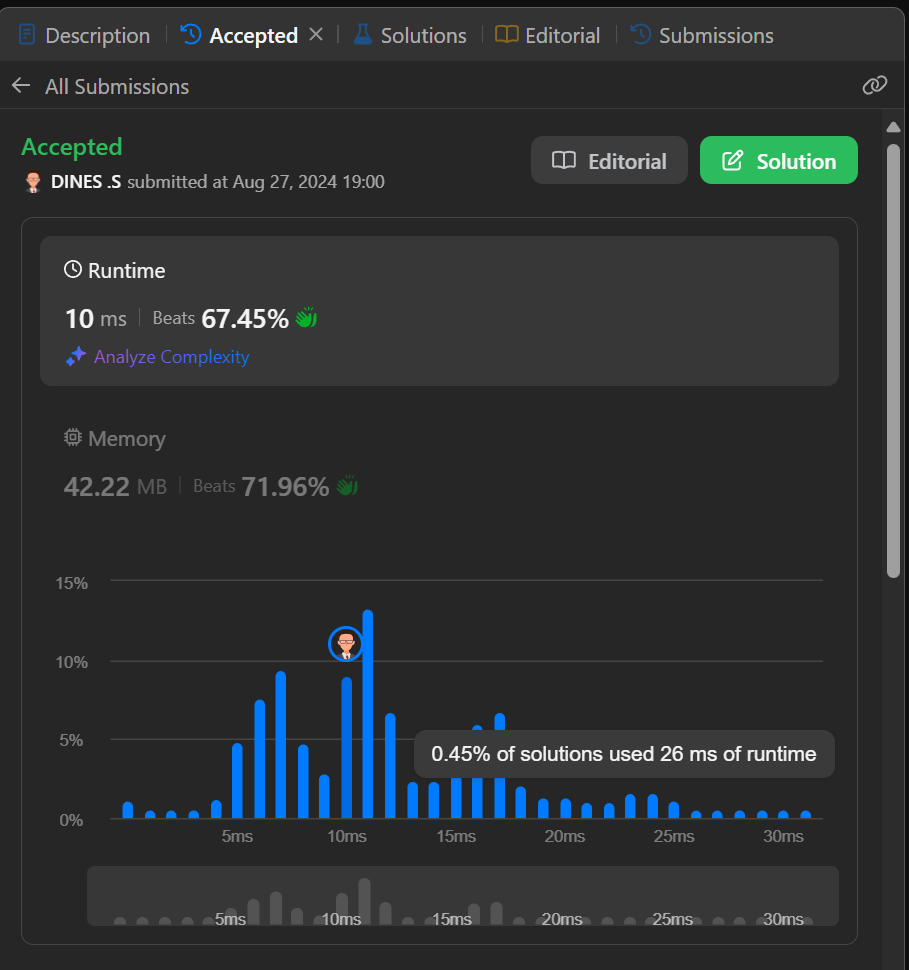 Description Accepted Solutions Editorial Submissions
All Submissions
Accepted
Editorial Solution
DINES .S submitted at Aug 27, 2024 19:00
Runtime
10 ms Beats 67.45%
Analyze Complexity
Memory
42.22 MB Beats 71.96%
15%
10%
5%
0.45% of solutions used 26 ms of runtime
0%
5ms 10ms 15ms 20ms 25ms 30ms
5ms 10ms 15ms 20ms 25ms 30ms